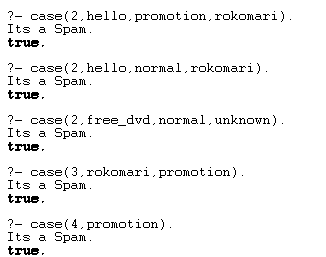 ?- case(2,hello,promotion,rokomari).
Its a Spam.
true.
?- case(2,hello,normal,rokomari).
Its a Spam.
true.
?- case(2,free_dvd,normal,unknown).
Its a Spam.
true.
?- case(3,rokomari,promotion).
Its a Spam.
true.
?- case(4,promotion).
Its a Spam.
true.